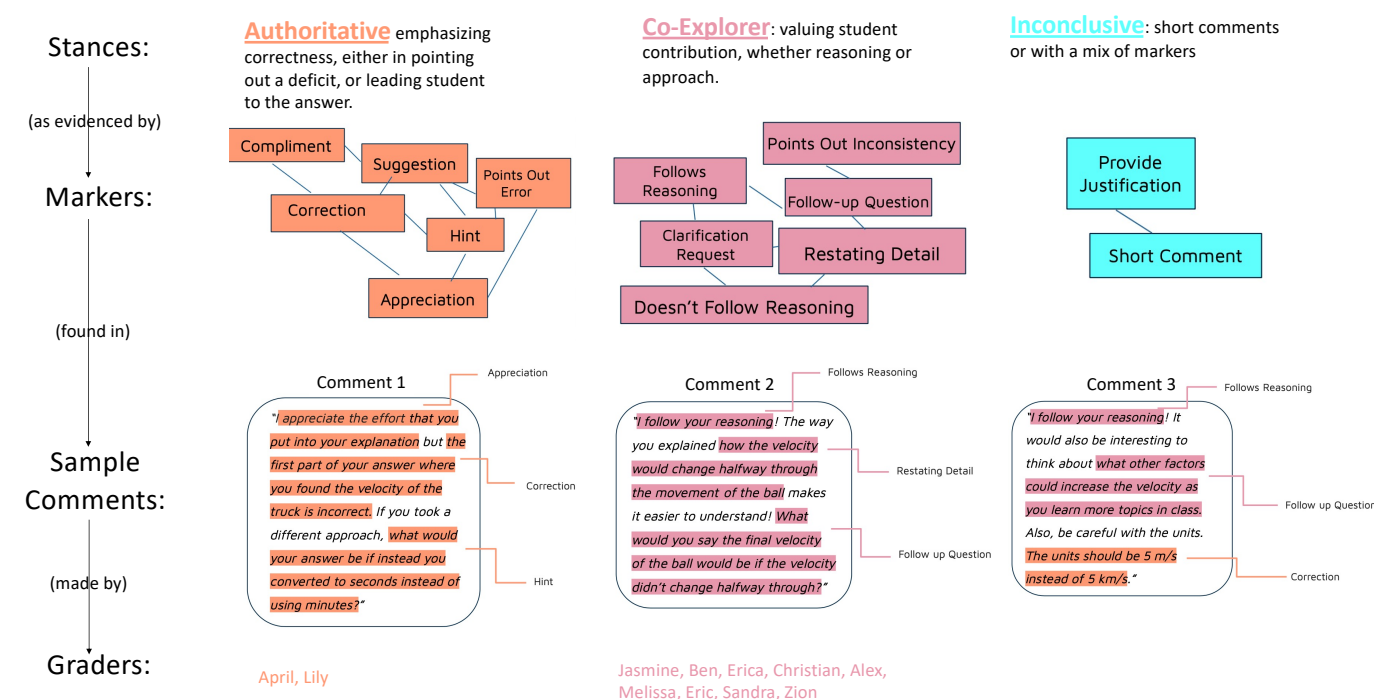 Stances:
(as evidenced by)
Markers:
(found in)
Sample
Comments:
(made by)
Graders:
Authoritative emphasizing
correctness, either in pointing
out a deficit, or leading student
to the answer.
Compliment
Suggestion
Points Out
Error
Correction
Hint
Appreciation
Comment 1
Appreciation
"I appreciate the effort that you
put into your explanation but the
first part of your answer where
you found the velocity of the
truck is incorrect. If you took a
different approach, what would
your answer be if instead you
converted to seconds instead of
using minutes?"
Correction
Hint
April, Lily
Co-Explorer: valuing student
contribution, whether reasoning or
approach.
Points Out Inconsistency
Follows
Reasoning
Follow-up Question
Clarification
Request
Restating Detail
Doesn't Follow Reasoning
Comment 2
Follows Reasoning
"I follow your reasoning! The way
you explained how the velocity
would change halfway through
the movement of the ball makes
it easier to understand! What
would you say the final velocity
of the ball would be if the velocity
didn't change halfway through?"
Restating Detail
Follow up Question
Jasmine, Ben, Erica, Christian, Alex,
Melissa, Eric, Sandra, Zion
Inconclusive: short comments
or with a mix of markers
Provide
Justification
Short Comment
Comment 3
Follows Reasoning
"I follow your reasoning! It
would also be interesting to
think about what other factors
could increase the velocity as
you learn more topics in class.
Also, be careful with the units.
The units should be 5 m/s
instead of 5 km/s."
Follow up Question
Correction